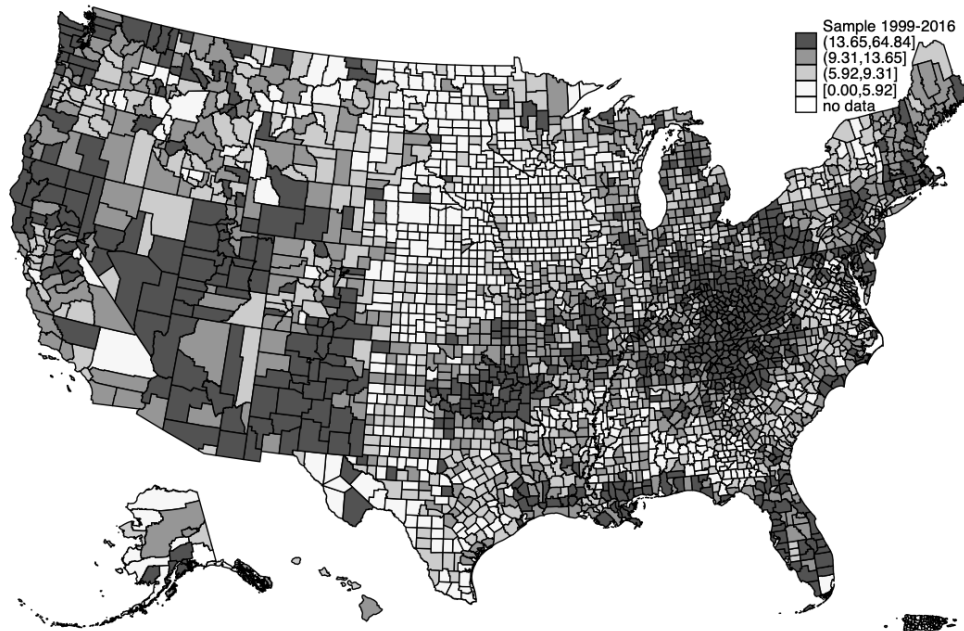 Sample 1999-2016
(13.65,64.84]
(9.31,13.65]
(5.92,9.31]
[0.00,5.92]
no data